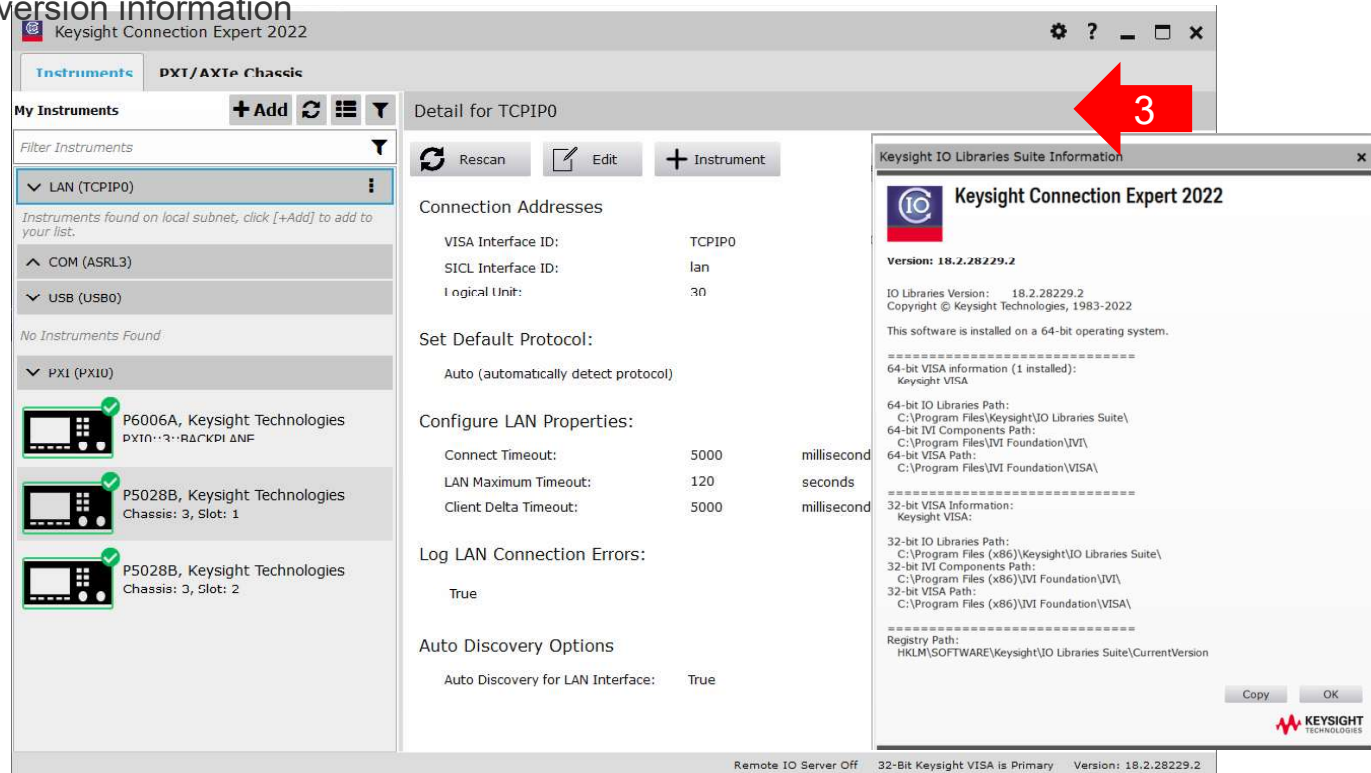 version information
Keysight Connection Expert 2022
?
Instruments
PXI/AXIe Chassis
My Instruments
+ Add
Filter Instruments
LAN (TCPIP0)
Instruments found on local subnet, click [+Add] to add to
your list.
COM (ASRL3)
USB (USB0)
No Instruments Found
PXI (PXI0)
P6006A, Keysight Technologies
PXI0::3::BACKPLANE
P5028B, Keysight Technologies
Chassis: 3, Slot: 1
P5028B, Keysight Technologies
Chassis: 3, Slot: 2
Detail for TCPIP0
3
Rescan
Edit
+ Instrument
Connection Addresses
VISA Interface ID: TCPIP0
SICL Interface ID: lan
Logical Unit: 30
Set Default Protocol:
Auto (automatically detect protocol)
Configure LAN Properties:
Connect Timeout: 5000 millisecond
LAN Maximum Timeout: 120 seconds
Client Delta Timeout: 5000 millisecond
Log LAN Connection Errors:
True
Auto Discovery Options
Auto Discovery for LAN Interface: True
Keysight IO Libraries Suite Information
IO
Keysight Connection Expert 2022
Version: 18.2.28229.2
IO Libraries Version: 18.2.28229.2
Copyright © Keysight Technologies, 1983-2022
This software is installed on a 64-bit operating system.
==============================
64-bit VISA information (1 installed):
Keysight VISA
64-bit IO Libraries Path:
C:\Program Files\Keysight\IO Libraries Suite\
64-bit IVI Components Path:
C:\Program Files\IVI Foundation\IVI\
64-bit VISA Path:
C:\Program Files\IVI Foundation\VISA\
==============================
32-bit VISA Information:
Keysight VISA:
32-bit IO Libraries Path:
C:\Program Files (x86)\Keysight\IO Libraries Suite\
32-bit IVI Components Path:
C:\Program Files (x86)\IVI Foundation\IVI\
32-bit VISA Path:
C:\Program Files (x86)\IVI Foundation\VISA\
==============================
Registry Path:
HKLM\SOFTWARE\Keysight\IO Libraries Suite\CurrentVersion
Copy
OK
KEYSIGHT
TECHNOLOGIES
Remote IO Server Off
32-Bit Keysight VISA is Primary
Version: 18.2.28229.2